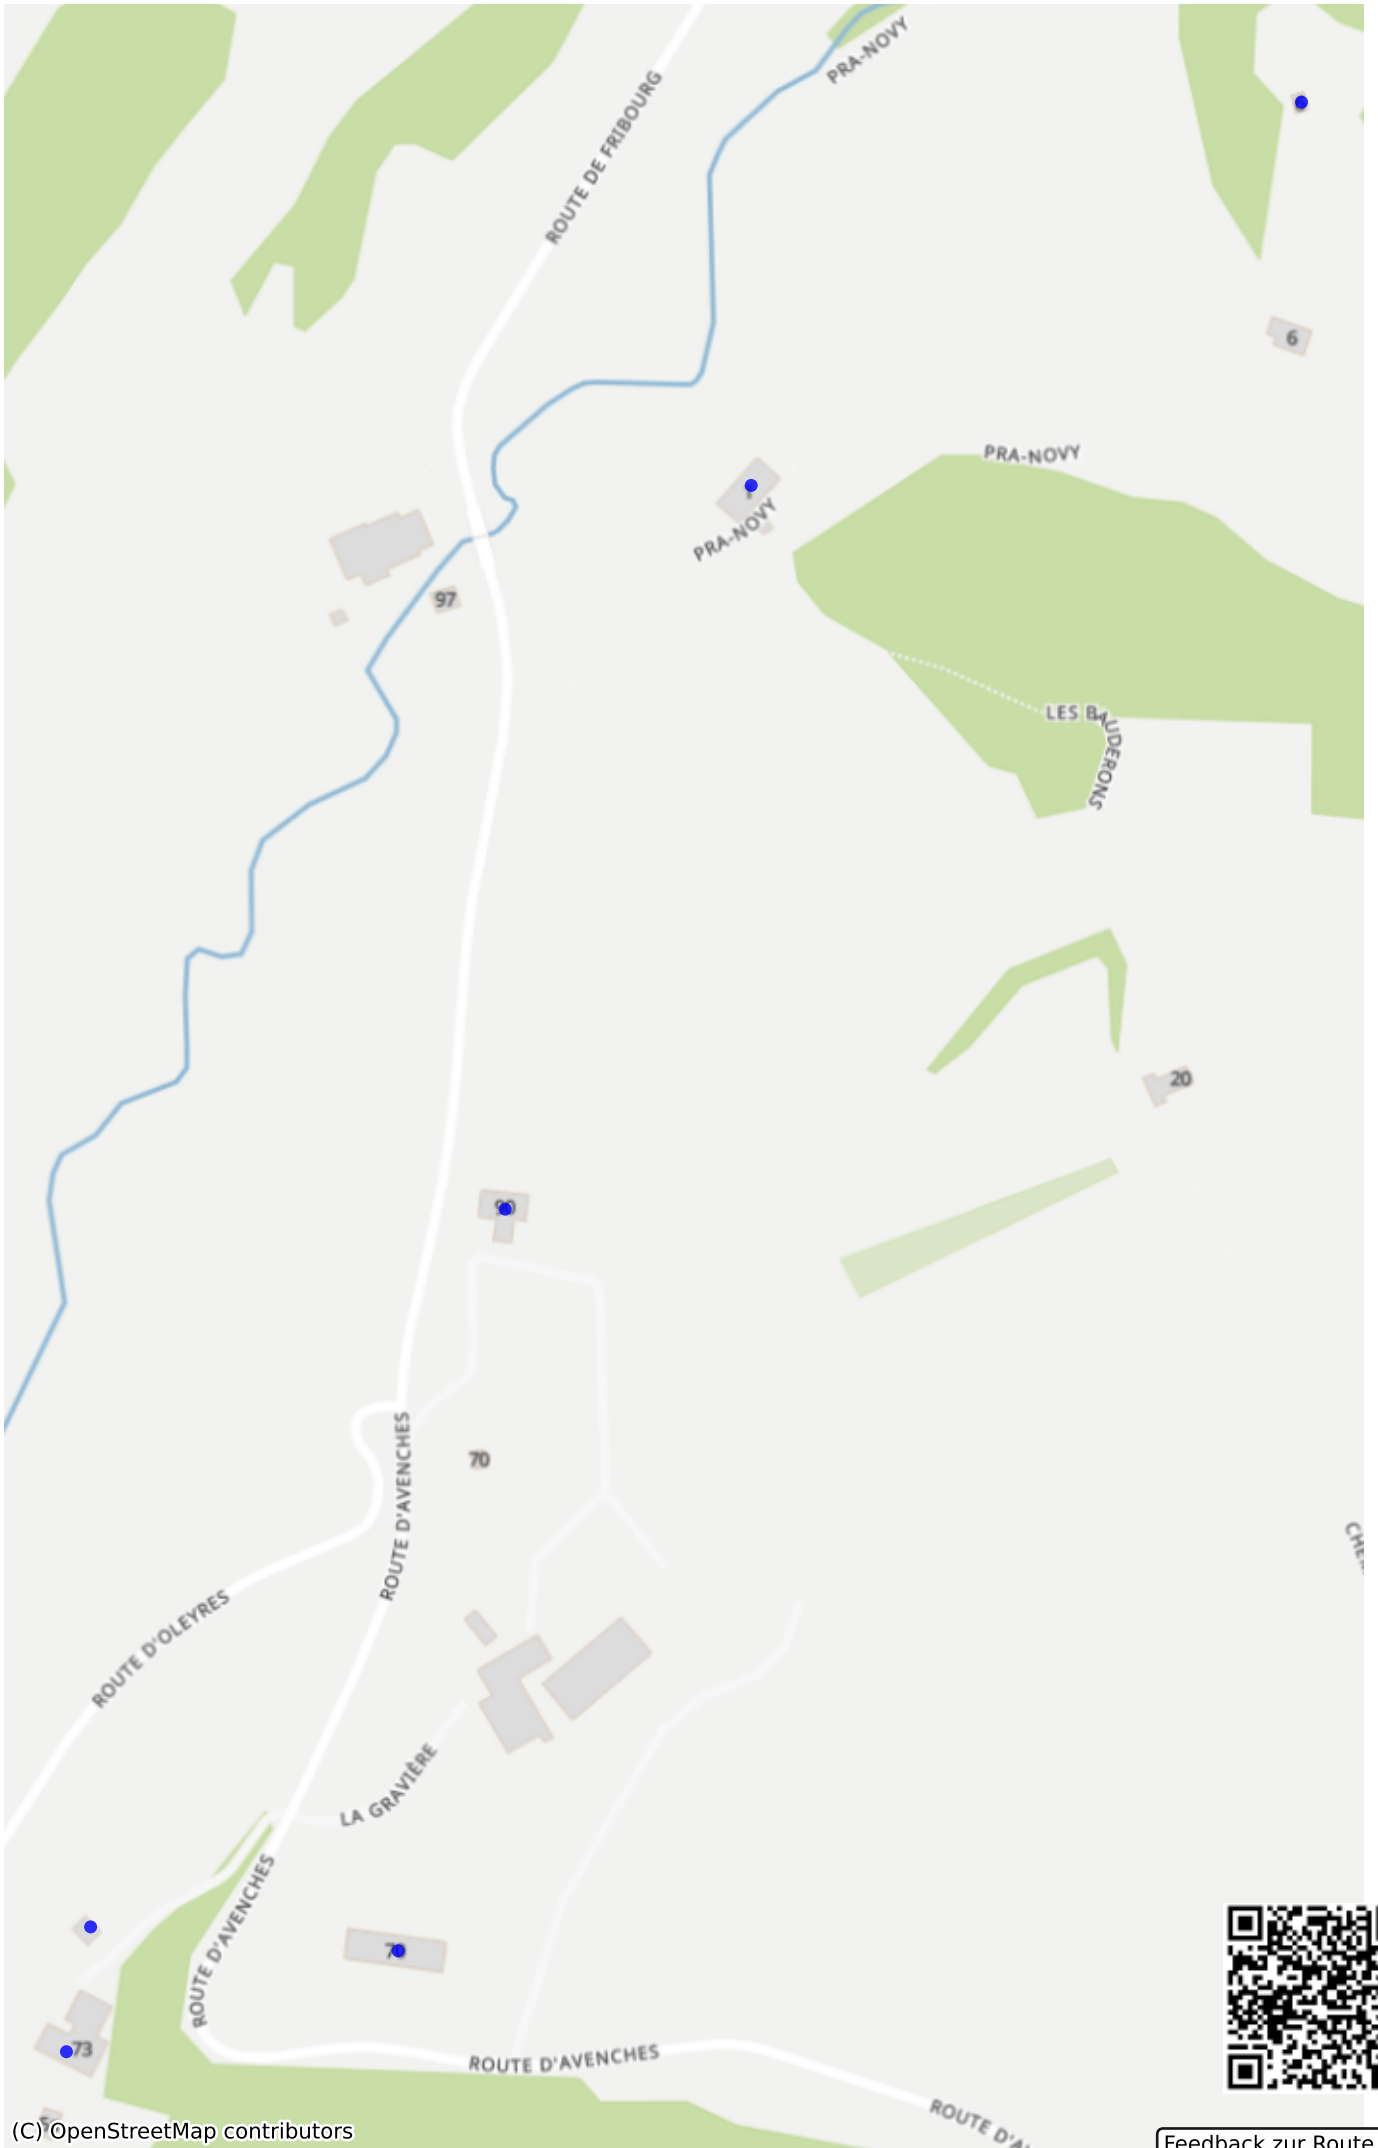 PRA-NOVY
ROUTE DE FRIBOURG
6
PRA-NOVY
PRA-NOVY
97
LES BAUDERONS
20
70
ROUTE D'AVENCHES
ROUTE D'OLEYRES
LA GRAVIÈRE
ROUTE D'AVENCHES
73
ROUTE D'AVENCHES
(C) OpenStreetMap contributors
Feedback zur Route